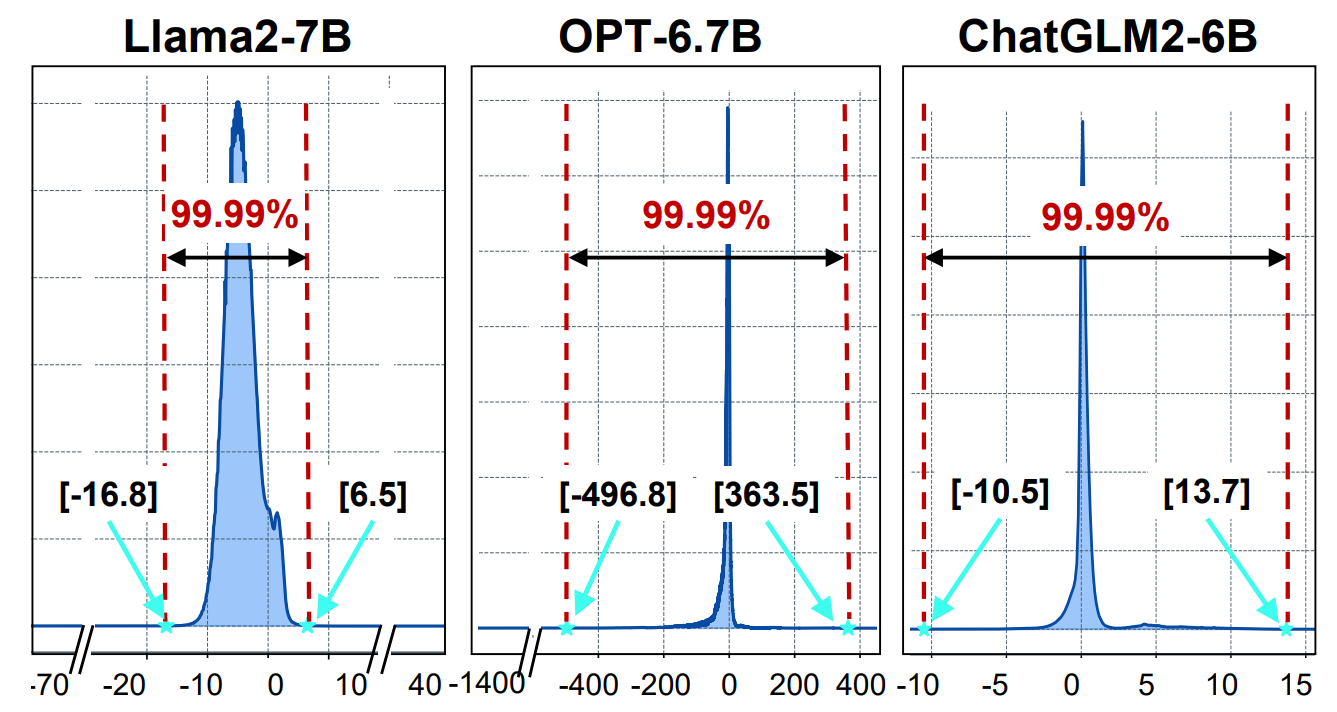 Llama2-7B OPT-6.7B ChatGLM2-6B
99.99% 99.99% 99.99%
[-16.8] [6.5] [-496.8] [363.5] [-10.5] [13.7]
-70 -20 -10 0 10 40 -1400 -400 -200 0 200 400 -10 -5 0 5 10 15